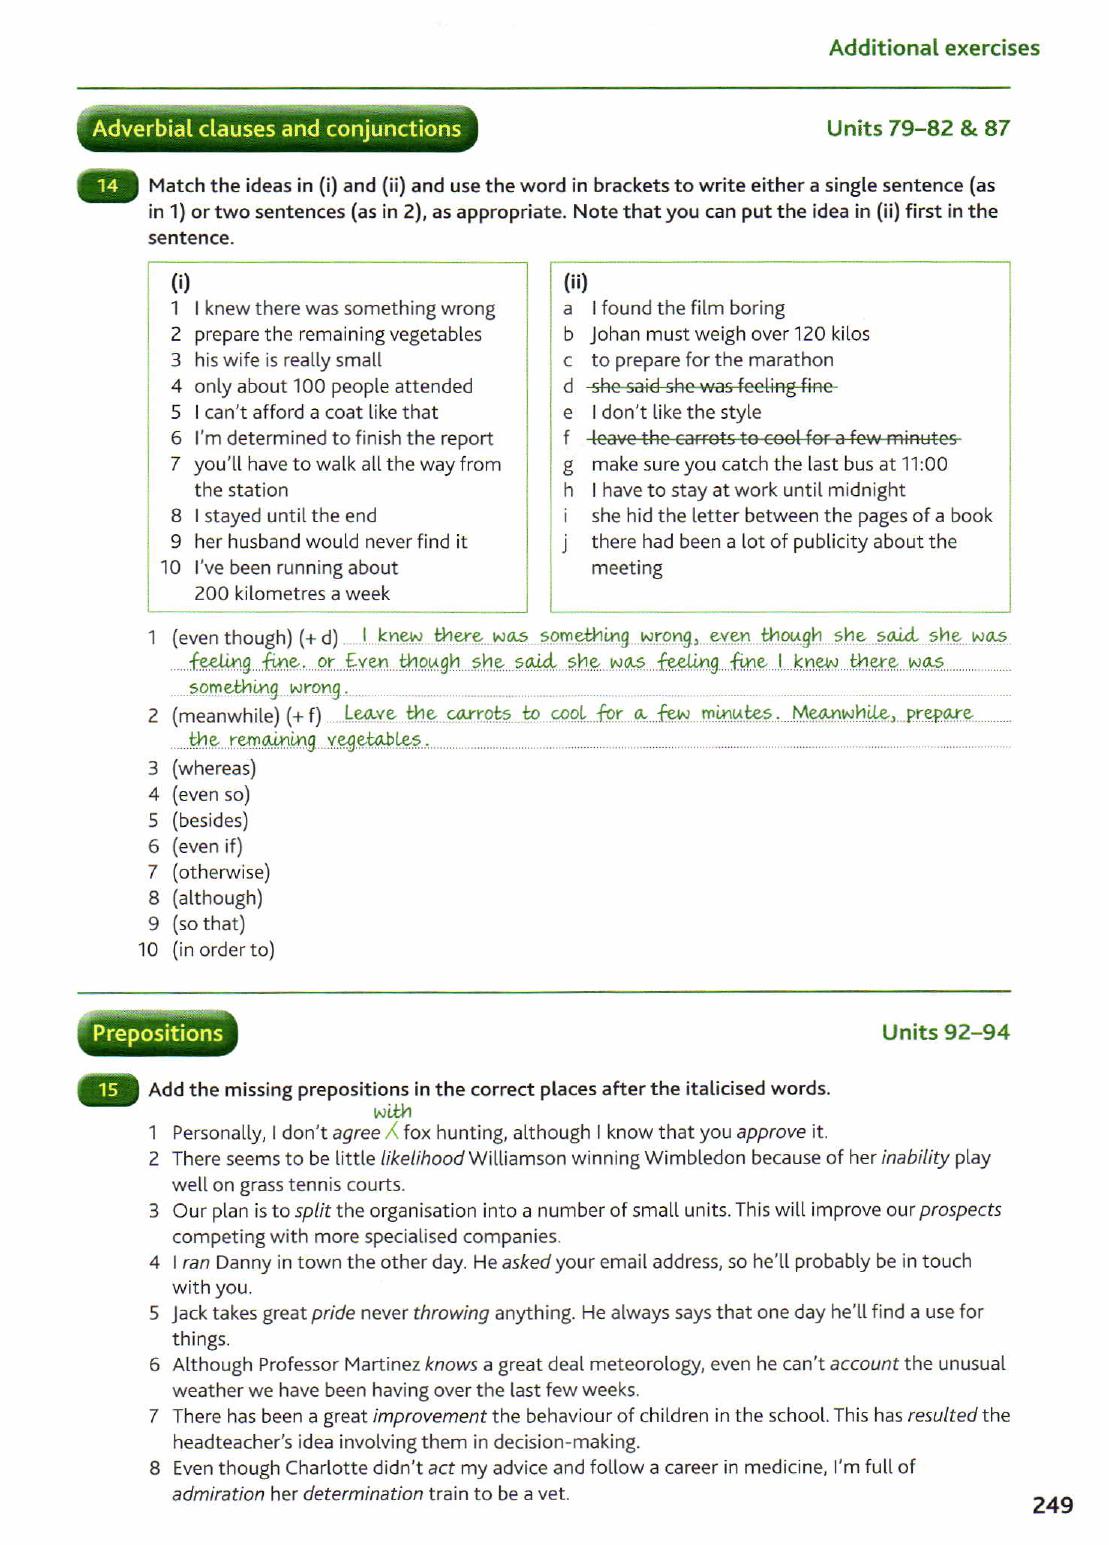 Additional exercises
Adverbial clauses and conjunctions
Units 79–82 & 87
14 Match the ideas in (i) and (ii) and use the word in brackets to write either a single sentence (as
in 1) or two sentences (as in 2), as appropriate. Note that you can put the idea in (ii) first in the
sentence.
(i)
1 I knew there was something wrong
2 prepare the remaining vegetables
3 his wife is really small
4 only about 100 people attended
5 I can't afford a coat like that
6 I'm determined to finish the report
7 you'll have to walk all the way from
the station
8 I stayed until the end
9 her husband would never find it
10 I've been running about
200 kilometres a week
(ii)
a I found the film boring
b Johan must weigh over 120 kilos
c to prepare for the marathon
d she said she was feeling fine
e I don't like the style
f leave the carrots to cool for a few minutes
g make sure you catch the last bus at 11:00
h I have to stay at work until midnight
i she hid the letter between the pages of a book
j there had been a lot of publicity about the
meeting
1 (even though) (+ d) I knew there was something wrong, even though she said she was
feeling fine. or Even though she said she was feeling fine I knew there was
something wrong.
2 (meanwhile) (+ f) Leave the carrots to cool for a few minutes. Meanwhile, prepare
the remaining vegetables.
3 (whereas)
4 (even so)
5 (besides)
6 (even if)
7 (otherwise)
8 (although)
9 (so that)
10 (in order to)
Prepositions
Units 92–94
15 Add the missing prepositions in the correct places after the italicised words.
with
1 Personally, I don't agree ⁁ fox hunting, although I know that you approve it.
2 There seems to be little likelihood Williamson winning Wimbledon because of her inability play
well on grass tennis courts.
3 Our plan is to split the organisation into a number of small units. This will improve our prospects
competing with more specialised companies.
4 I ran Danny in town the other day. He asked your email address, so he'll probably be in touch
with you.
5 Jack takes great pride never throwing anything. He always says that one day he'll find a use for
things.
6 Although Professor Martinez knows a great deal meteorology, even he can't account the unusual
weather we have been having over the last few weeks.
7 There has been a great improvement the behaviour of children in the school. This has resulted the
headteacher's idea involving them in decision-making.
8 Even though Charlotte didn't act my advice and follow a career in medicine, I'm full of
admiration her determination train to be a vet.
249